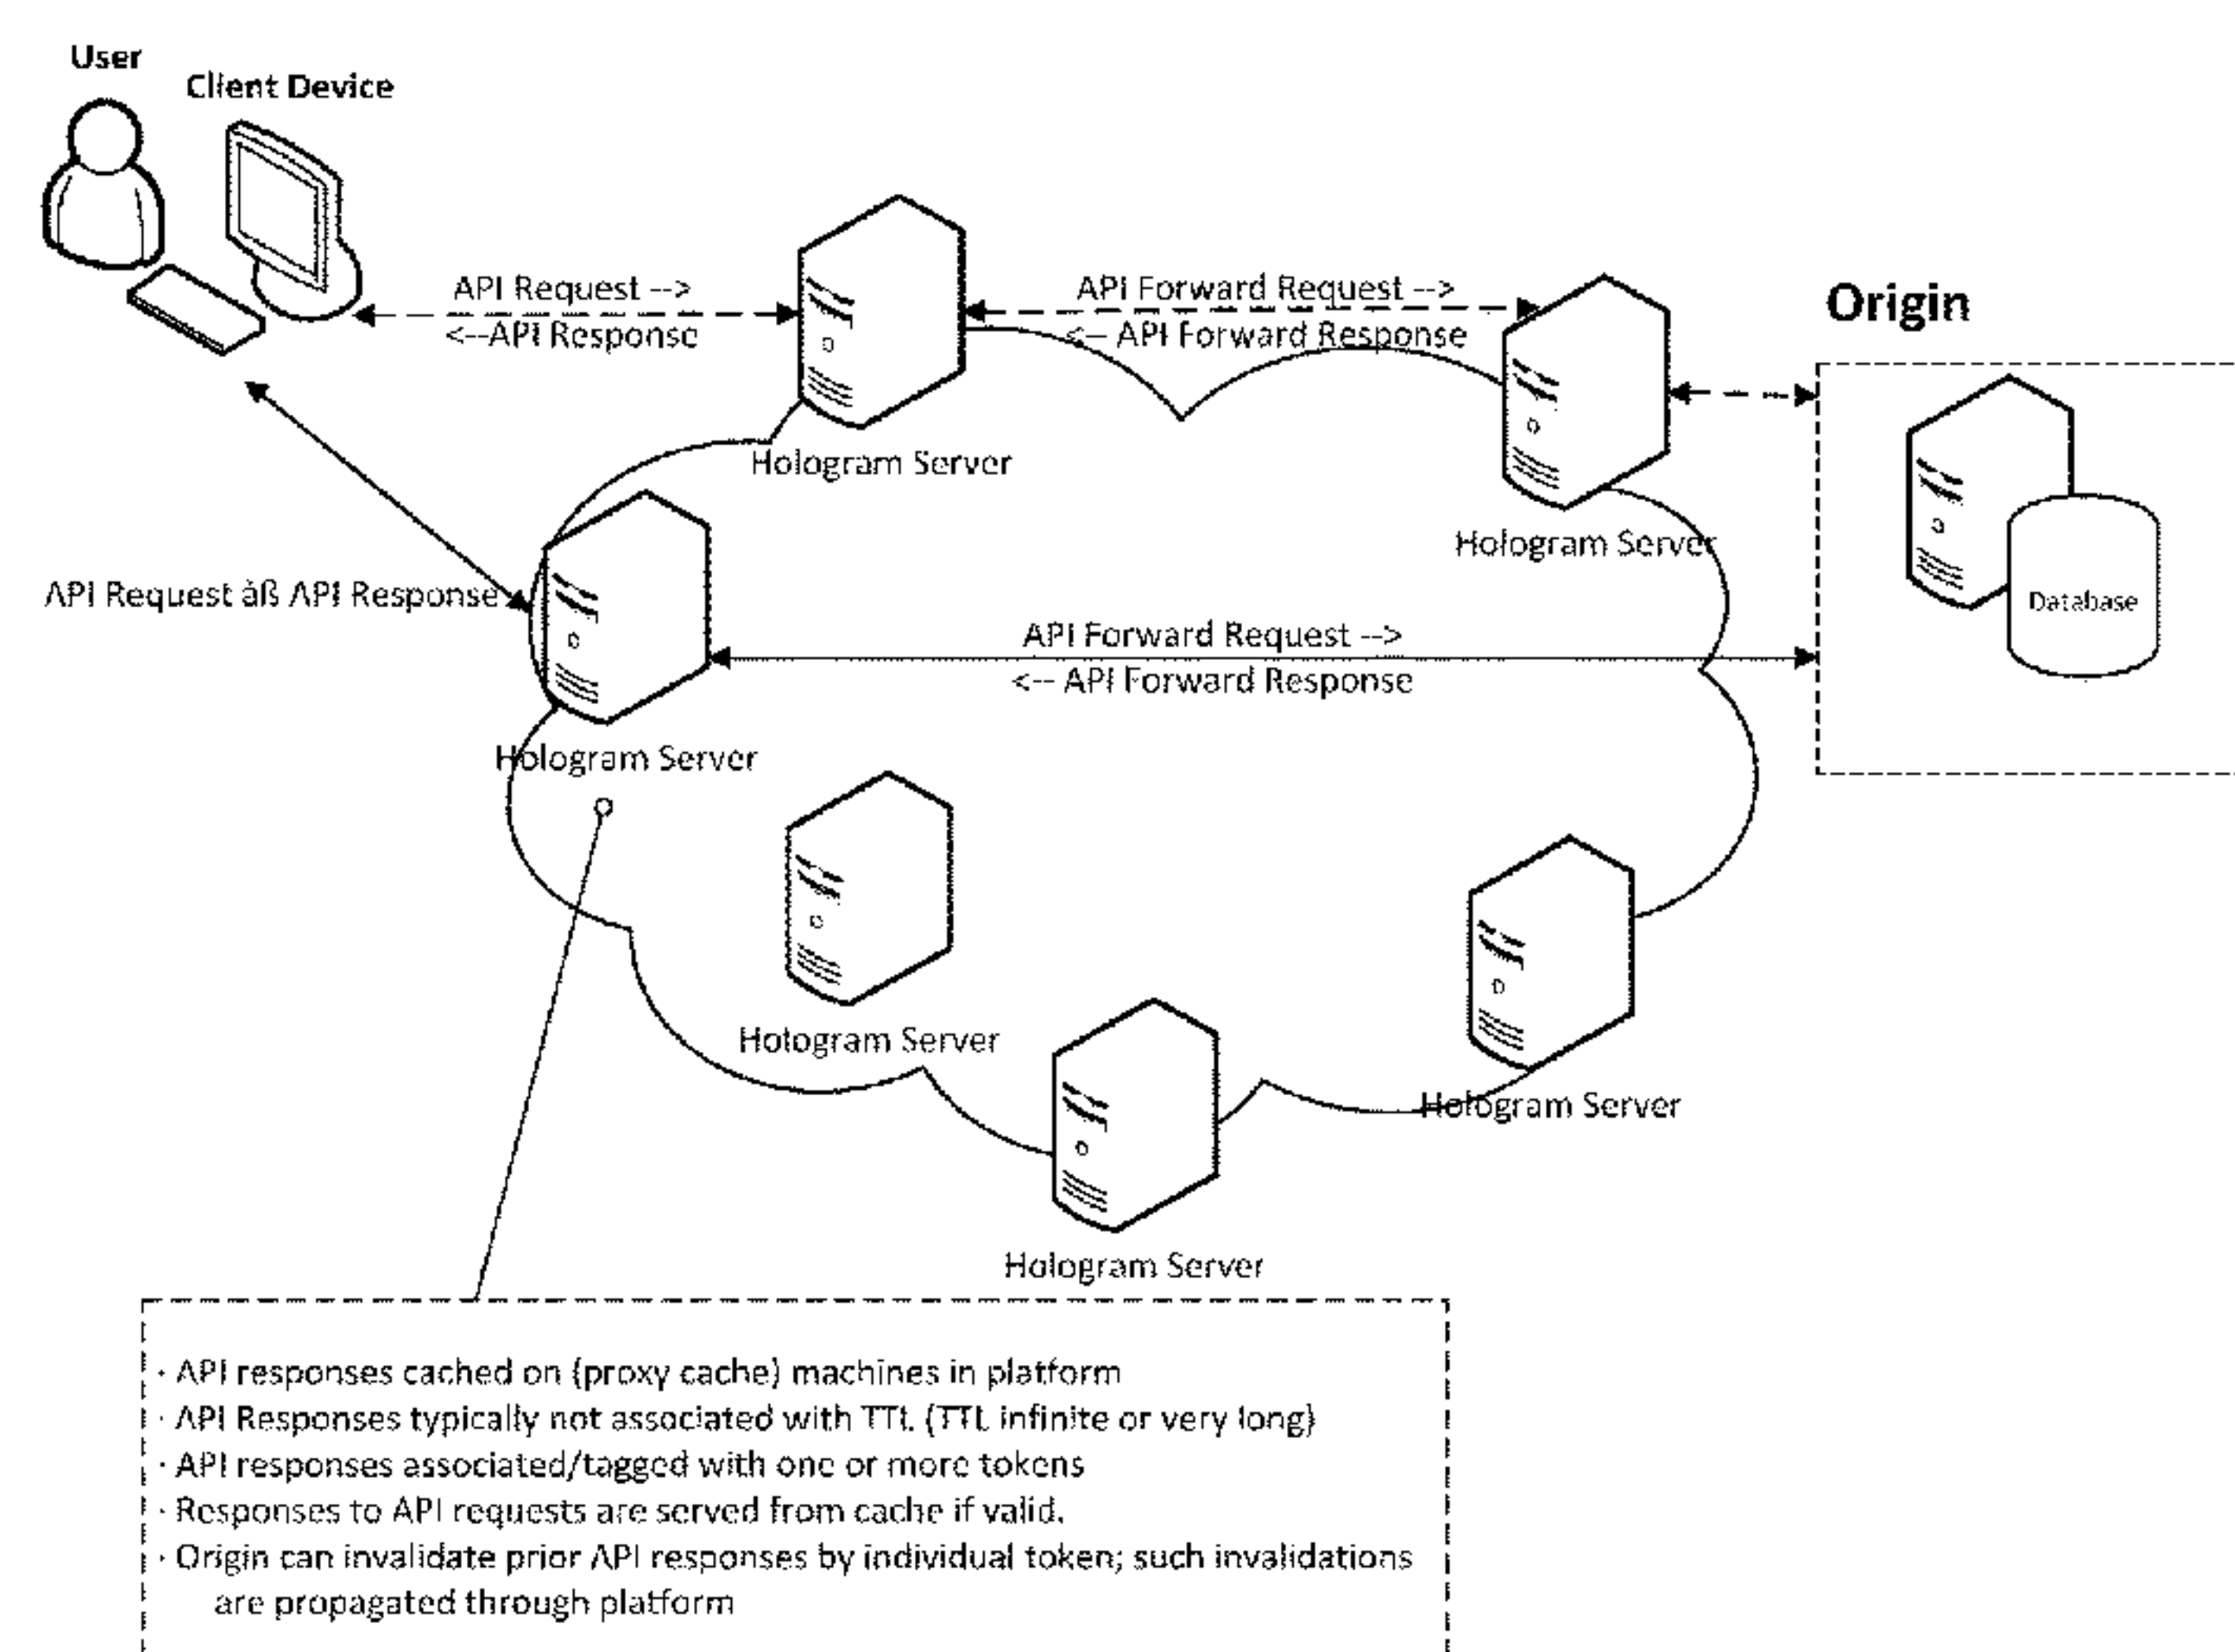 User
Client Device
API Request -->
<--API Response
API Forward Request -->
<-- API Forward Response
Origin
Hologram Server
Hologram Server
Database
API Request àß API Response
API Forward Request -->
<-- API Forward Response
Hologram Server
Hologram Server
Hologram Server
Hologram Server
· API responses cached on (proxy cache) machines in platform
· API Responses typically not associated with TTL (TTL infinite or very long)
· API responses associated/tagged with one or more tokens
· Responses to API requests are served from cache if valid.
· Origin can invalidate prior API responses by individual token; such invalidations
are propagated through platform